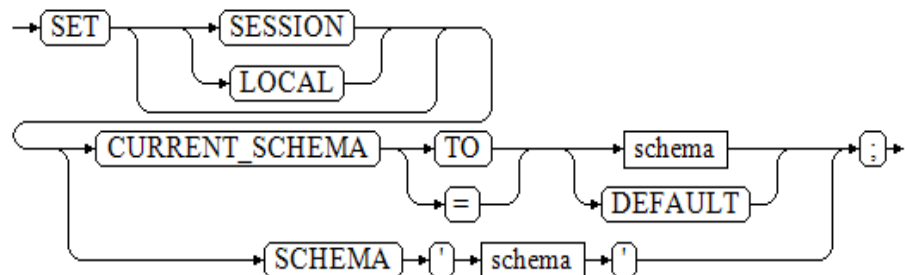 SET SESSION
LOCAL
CURRENT_SCHEMA TO schema ;
= DEFAULT
SCHEMA ' schema '